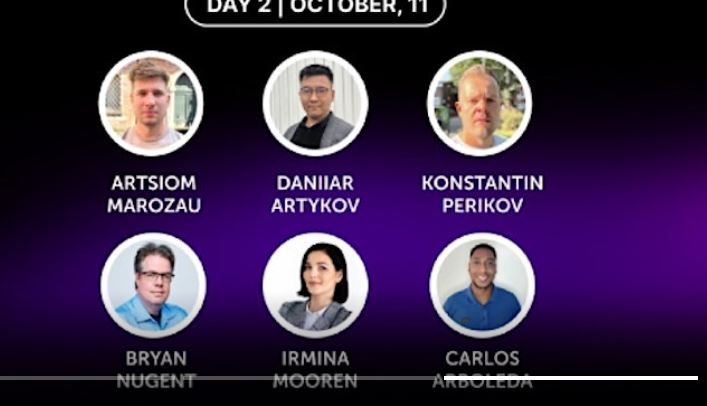 DAY 2 | OCTOBER, 11
ARTSIOM
MAROZAU
DANIIAR
ARTYKOV
KONSTANTIN
PERIKOV
BRYAN
NUGENT
IRMINA
MOOREN
CARLOS
ARBOLEDA